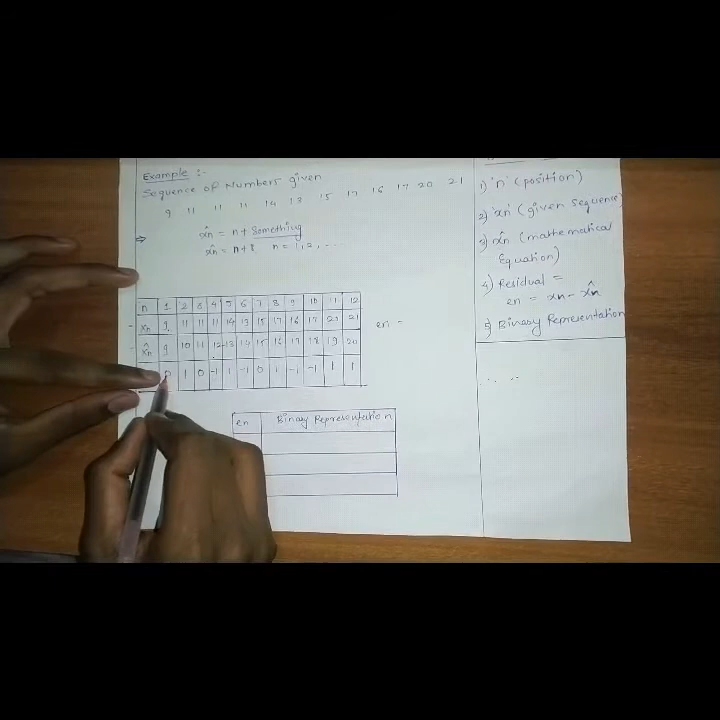 Example :-
Sequence of Numbers given
9 11 11 11 14 13 15 17 16 17 20 21
⇒ x̂n = n + Something
x̂n = n+8 n = 1, 2, ....
n 1 2 3 4 5 6 7 8 9 10 11 12
xn 9 11 11 11 14 13 15 17 16 17 20 21
x̂n 9 10 11 12 13 14 15 16 17 18 19 20
0 1 0 -1 1 -1 0 1 -1 -1 1 1
en =
en Binary Representation
1) 'n' (position)
2) 'xn' (given sequence)
3) x̂n (mathematical
Equation)
4) Residual =
en = xn - x̂n
5) Binary Representation